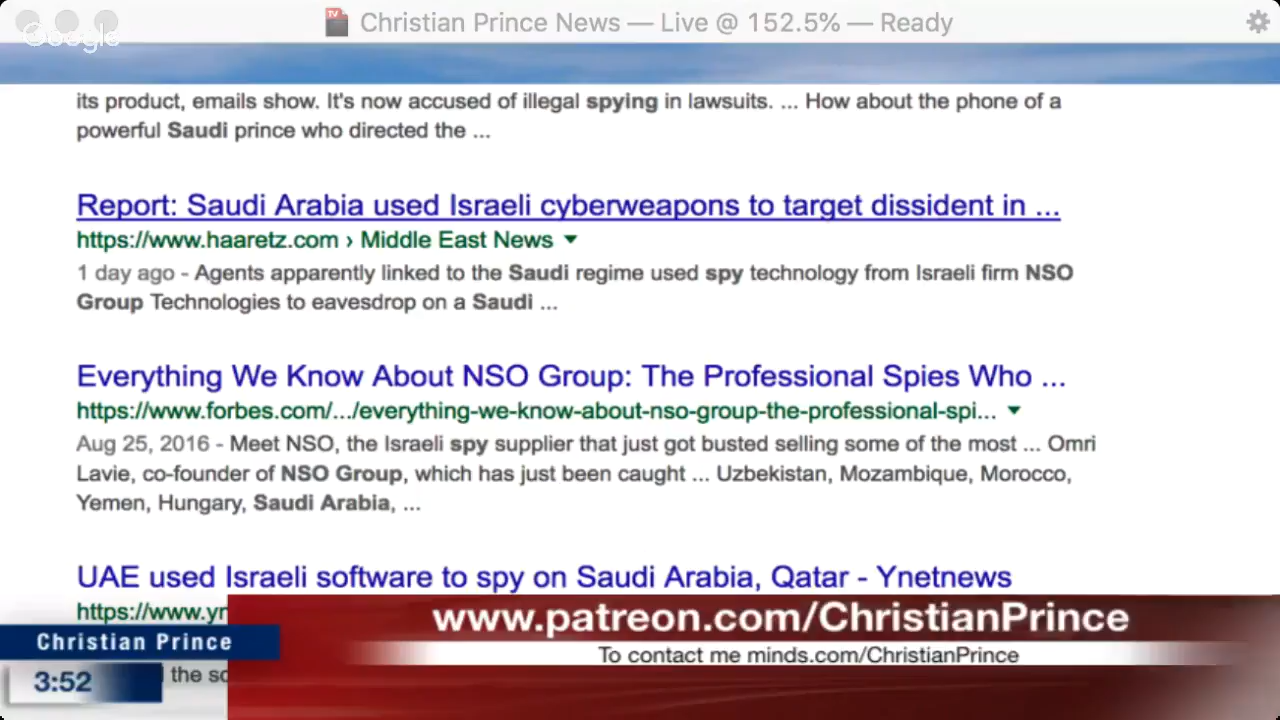 Christian Prince News — Live @ 152.5% — Ready
TV
Google
its product, emails show. It's now accused of illegal spying in lawsuits. ... How about the phone of a
powerful Saudi prince who directed the ...
Report: Saudi Arabia used Israeli cyberweapons to target dissident in ...
https://www.haaretz.com › Middle East News
1 day ago - Agents apparently linked to the Saudi regime used spy technology from Israeli firm NSO
Group Technologies to eavesdrop on a Saudi ...
Everything We Know About NSO Group: The Professional Spies Who ...
https://www.forbes.com/.../everything-we-know-about-nso-group-the-professional-spi...
Aug 25, 2016 - Meet NSO, the Israeli spy supplier that just got busted selling some of the most ... Omri
Lavie, co-founder of NSO Group, which has just been caught ... Uzbekistan, Mozambique, Morocco,
Yemen, Hungary, Saudi Arabia, ...
UAE used Israeli software to spy on Saudi Arabia, Qatar - Ynetnews
https://www.yn
www.patreon.com/ChristianPrince
Christian Prince
To contact me minds.com/ChristianPrince
3:52
the so